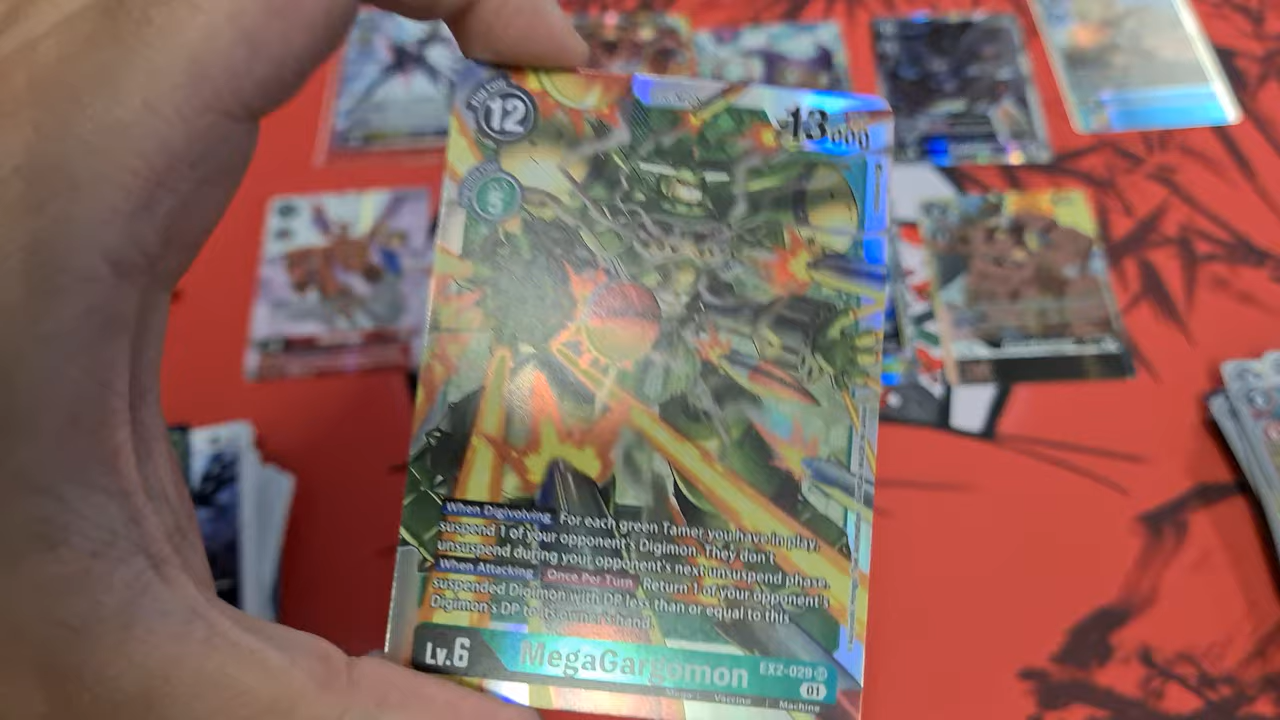 12
13000
When Digivolving For each green Tamer you have in play,
suspend 1 of your opponent's Digimon. They don't
unsuspend during your opponent's next unsuspend phase.
When Attacking Once Per Turn Return 1 of your opponent's
suspended Digimon with DP less than or equal to this
Digimon's DP to its owner's hand.
Lv.6 MegaGargomon EX2-029 SR
01
Mega Vaccine Machine